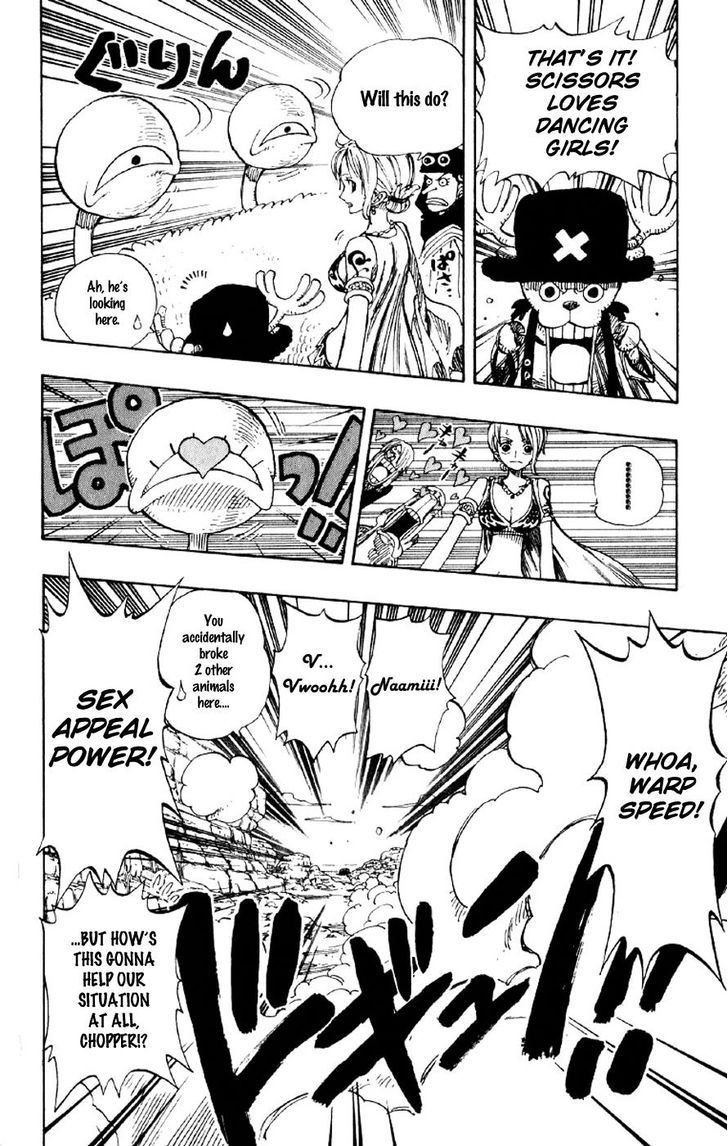 THAT'S IT!
SCISSORS
LOVES
DANCING
GIRLS!
Will this do?
ぐりん
ぱさ
Ah, he's
looking
here.
ぱっ!!
WHOA,
WARP
SPEED!
Naamiii!
V...
Vwoohh!
You
accidentally
broke
2 other
animals
here....
SEX
APPEAL
POWER!
ドギュン!!
...BUT HOW'S
THIS GONNA
HELP OUR
SITUATION
AT ALL,
CHOPPER!?